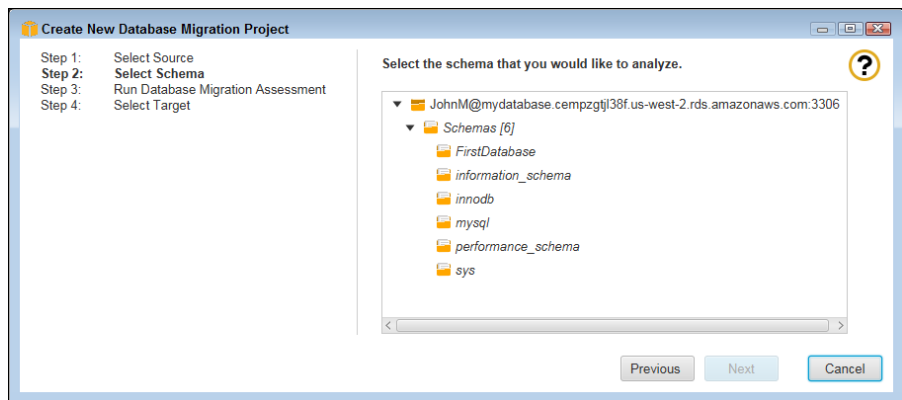 Create New Database Migration Project
Step 1: Select Source
Step 2: Select Schema
Step 3: Run Database Migration Assessment
Step 4: Select Target
Select the schema that you would like to analyze.
?
JohnM@mydatabase.cempzgtjl38f.us-west-2.rds.amazonaws.com:3306
Schemas [6]
FirstDatabase
information_schema
innodb
mysql
performance_schema
sys
Previous Next Cancel